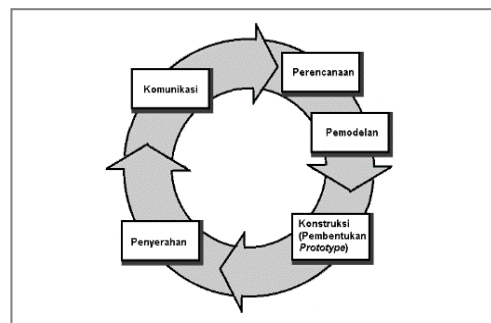 Komunikasi
Perencanaan
Pemodelan
Konstruksi
(Pembentukan
Prototype)
Penyerahan